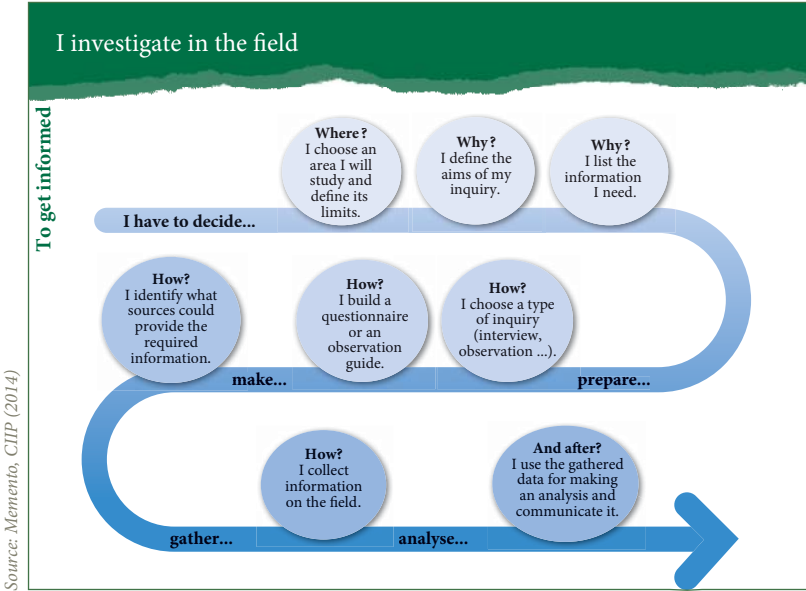 I investigate in the field
To get informed
Where?
I choose an
area I will
study and
define its
limits.
Why?
I define the
aims of my
inquiry.
Why?
I list the
information
I need.
I have to decide...
How?
I identify what
sources could
provide the
required
information.
How?
I build a
questionnaire
or an
observation
guide.
How?
I choose a type
of inquiry
(interview,
observation ...).
make...
prepare...
How?
I collect
information
on the field.
And after?
I use the gathered
data for making
an analysis and
communicate it.
gather...
analyse...
Source: Memento, CIIP (2014)